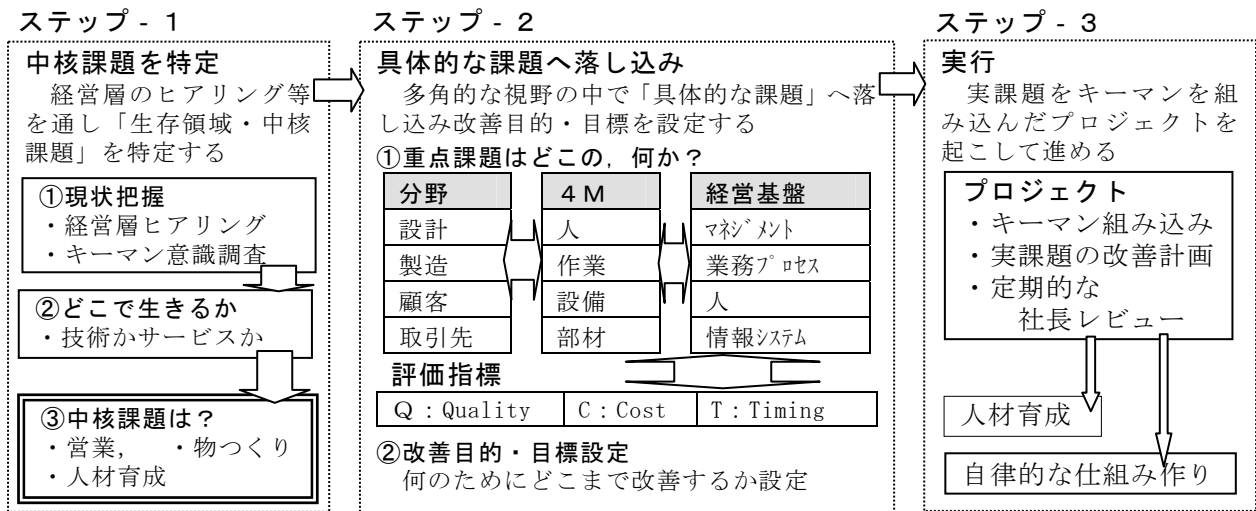 ステップ - 1
中核課題を特定
経営層のヒアリング等
を通し「生存領域・中核
課題」を特定する
①現状把握
・経営層ヒアリング
・キーマン意識調査
②どこで生きるか
・技術かサービスか
③中核課題は？
・営業, ・物つくり
・人材育成
ステップ - 2
具体的な課題へ落し込み
多角的な視野の中で「具体的な課題」へ落
し込み改善目的・目標を設定する
①重点課題はどこの, 何か？
分野 4M 経営基盤
設計 人 ﾏﾈｼﾞﾒﾝﾄ
製造 作業 業務ﾌﾟﾛｾｽ
顧客 設備 人
取引先 部材 情報ｼｽﾃﾑ
評価指標
Q：Quality C：Cost T：Timing
②改善目的・目標設定
何のためにどこまで改善するか設定
ステップ - 3
実行
実課題をキーマンを組
み込んだプロジェクトを
起こして進める
プロジェクト
・キーマン組み込み
・実課題の改善計画
・定期的な
社長レビュー
人材育成
自律的な仕組み作り